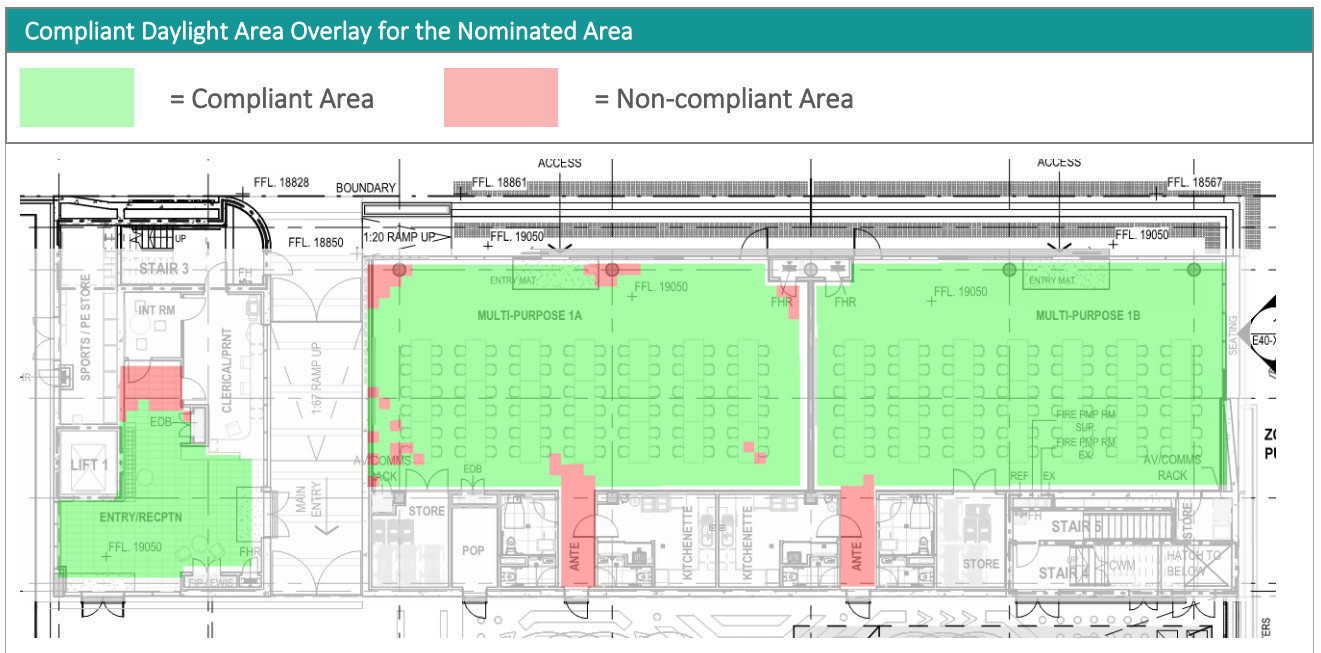 Compliant Daylight Area Overlay for the Nominated Area
= Compliant Area
= Non-compliant Area
ACCESS
ACCESS
FFL. 18828
BOUNDARY
FFL. 18861
FFL. 18567
UP
FFL. 18850
1:20 RAMP UP
FFL. 19050
FFL. 19050
STAIR 3
FH
ENTRY MAT
FFL. 19050
FHR
FHR
FFL. 19050
ENTRY MAT
SPORTS / PE STORE
INT RM
CLERICAL/PRNT
1:67 RAMP UP
MULTI-PURPOSE 1A
MULTI-PURPOSE 1B
SEATING
E40-X
EDB
FIRE PMP RM
SUP.
FIRE PMP RM
EX.
LIFT 1
AV/COMMS
RACK
EDB
REF
EX
AV/COMMS
RACK
MAIN
ENTRY
ENTRY/RECPTN
FFL. 19050
FHR
FIP / EWIS
STORE
POP
ANTE
KITCHENETTE
KITCHENETTE
ANTE
STORE
FH
STAIR 5
STORE
UP
STAIR 4
CWM
HATCH TO
BELOW